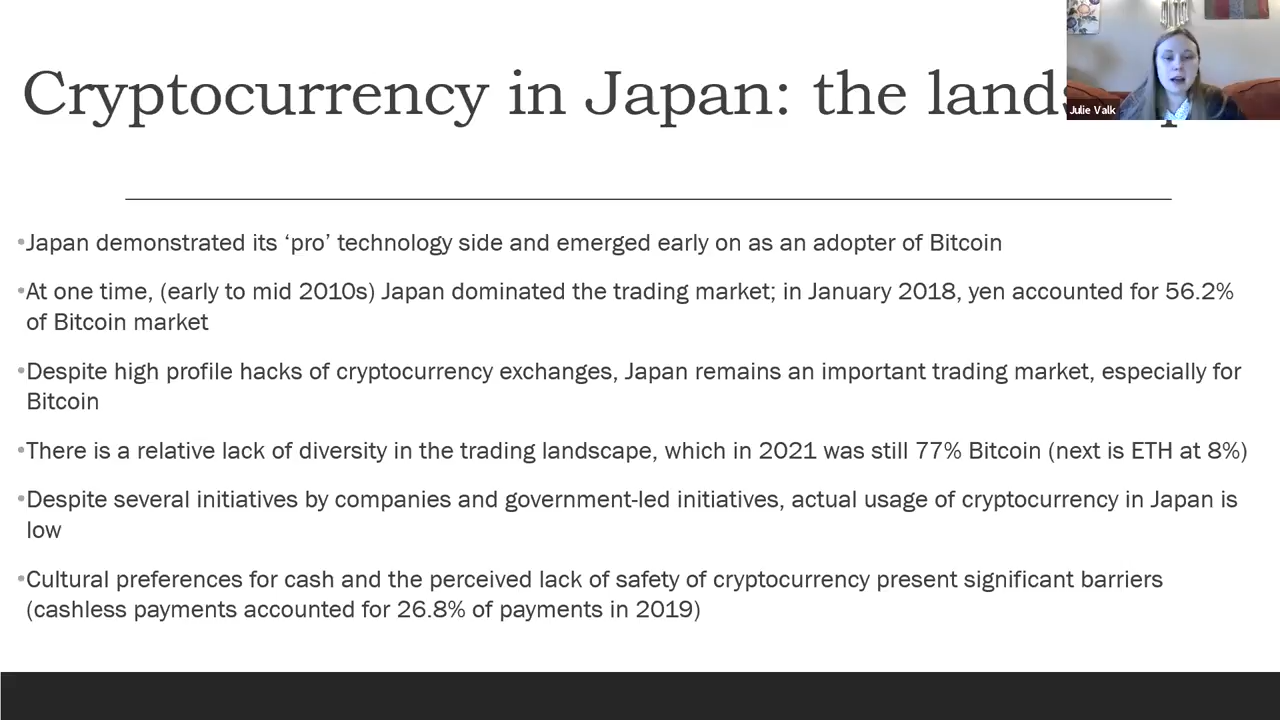 Cryptocurrency in Japan: the lands
Julie Valk
•Japan demonstrated its ‘pro’ technology side and emerged early on as an adopter of Bitcoin
•At one time, (early to mid 2010s) Japan dominated the trading market; in January 2018, yen accounted for 56.2%
of Bitcoin market
•Despite high profile hacks of cryptocurrency exchanges, Japan remains an important trading market, especially for
Bitcoin
•There is a relative lack of diversity in the trading landscape, which in 2021 was still 77% Bitcoin (next is ETH at 8%)
•Despite several initiatives by companies and government-led initiatives, actual usage of cryptocurrency in Japan is
low
•Cultural preferences for cash and the perceived lack of safety of cryptocurrency present significant barriers
(cashless payments accounted for 26.8% of payments in 2019)